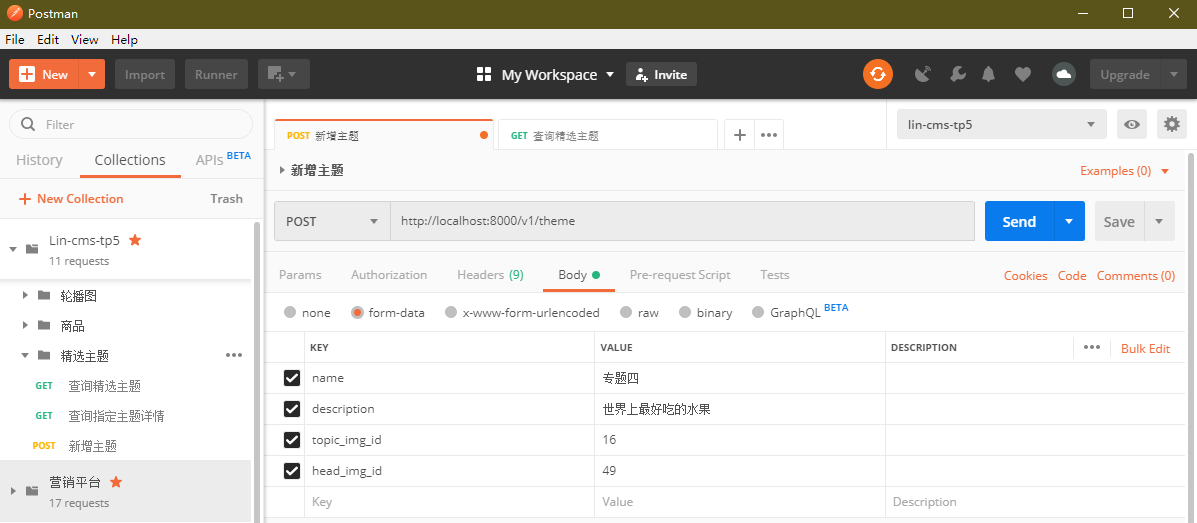 Postman
File Edit View Help
New Import Runner My Workspace Invite Upgrade
Filter
History Collections APIs BETA
New Collection Trash
Lin-cms-tp5
11 requests
轮播图
商品
精选主题
GET 查询精选主题
GET 查询指定主题详情
POST 新增主题
营销平台
17 requests
POST 新增主题 GET 查询精选主题 lin-cms-tp5
新增主题 Examples (0)
POST http://localhost:8000/v1/theme Send Save
Params Authorization Headers (9) Body Pre-request Script Tests Cookies Code Comments (0)
none form-data x-www-form-urlencoded raw binary GraphQL BETA
KEY VALUE DESCRIPTION Bulk Edit
name 专题四
description 世界上最好吃的水果
topic_img_id 16
head_img_id 49
Key Value Description